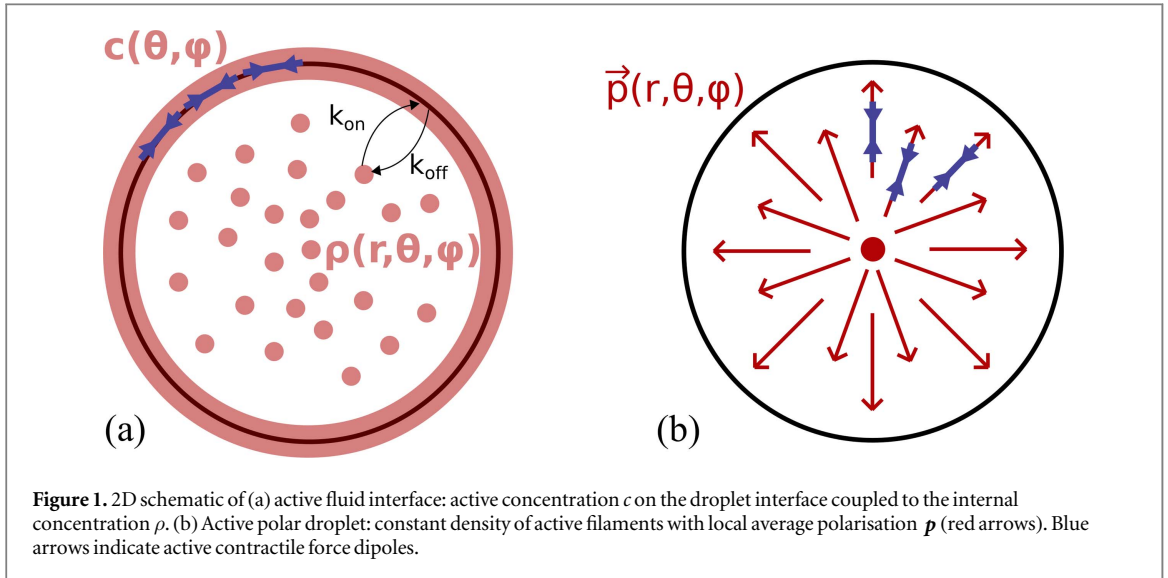 c(θ,φ)
k_on
k_off
ρ(r,θ,φ)
(a)
p⃗(r,θ,φ)
(b)
Figure 1. 2D schematic of (a) active fluid interface: active concentration c on the droplet interface coupled to the internal
concentration ρ. (b) Active polar droplet: constant density of active filaments with local average polarisation p (red arrows). Blue
arrows indicate active contractile force dipoles.